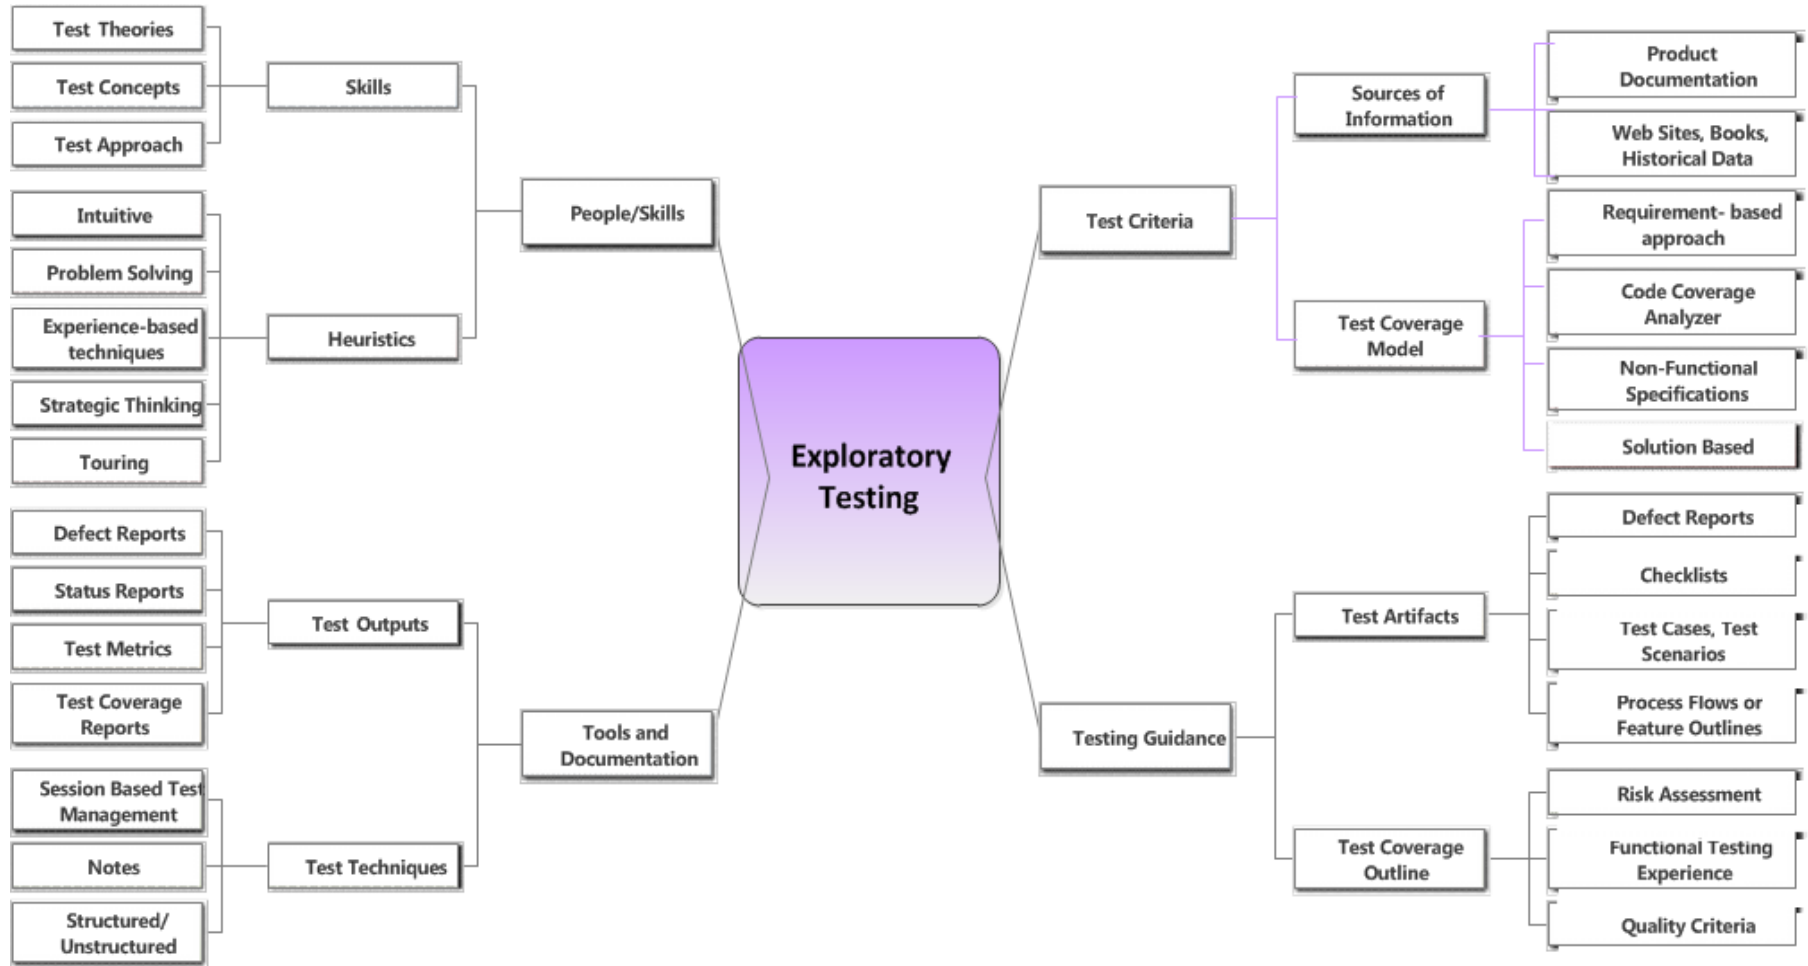 Test Theories
Test Concepts
Test Approach
Skills
Intuitive
Problem Solving
Experience-based
techniques
Strategic Thinking
Touring
Heuristics
People/Skills
Defect Reports
Status Reports
Test Metrics
Test Coverage
Reports
Test Outputs
Session Based Test
Management
Notes
Structured/
Unstructured
Test Techniques
Tools and
Documentation
Exploratory
Testing
Test Criteria
Sources of
Information
Product
Documentation
Web Sites, Books,
Historical Data
Test Coverage
Model
Requirement- based
approach
Code Coverage
Analyzer
Non-Functional
Specifications
Solution Based
Testing Guidance
Test Artifacts
Defect Reports
Checklists
Test Cases, Test
Scenarios
Process Flows or
Feature Outlines
Test Coverage
Outline
Risk Assessment
Functional Testing
Experience
Quality Criteria